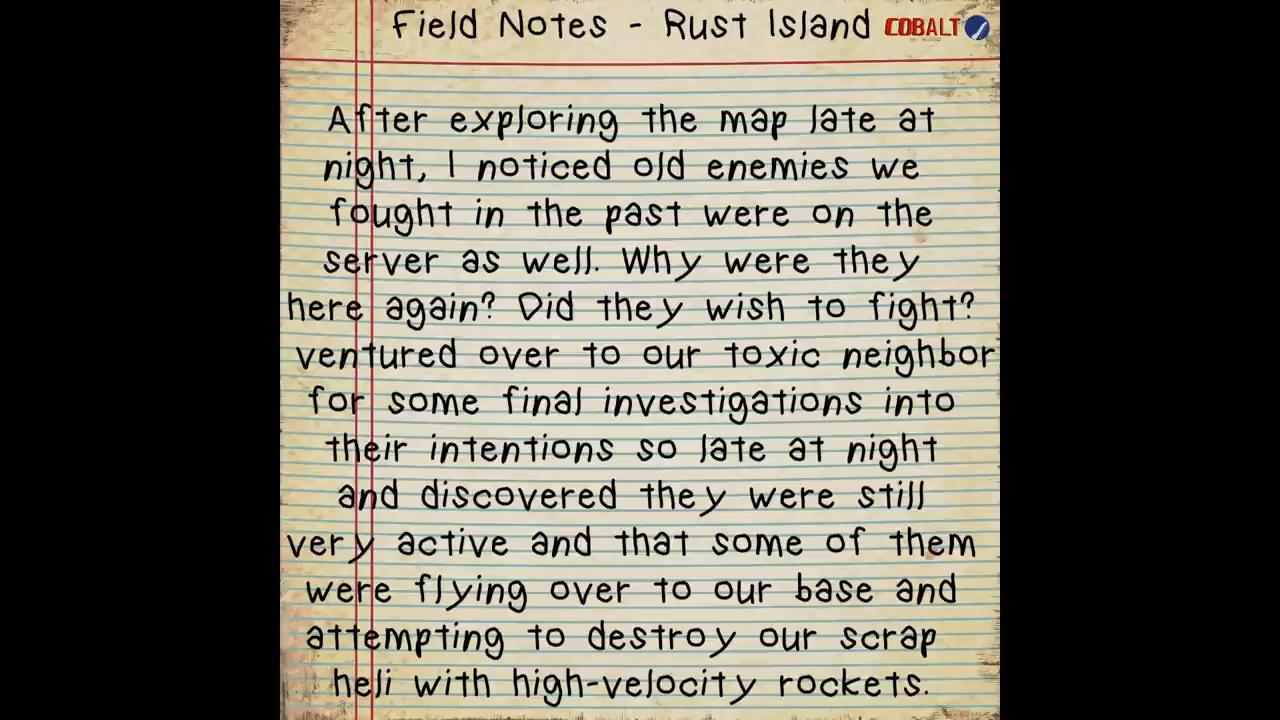 Field Notes - Rust Island COBALT
After exploring the map late at
night, I noticed old enemies we
fought in the past were on the
server as well. Why were they
here again? Did they wish to fight?
ventured over to our toxic neighbor
for some final investigations into
their intentions so late at night
and discovered they were still
very active and that some of them
were flying over to our base and
attempting to destroy our scrap
heli with high-velocity rockets.